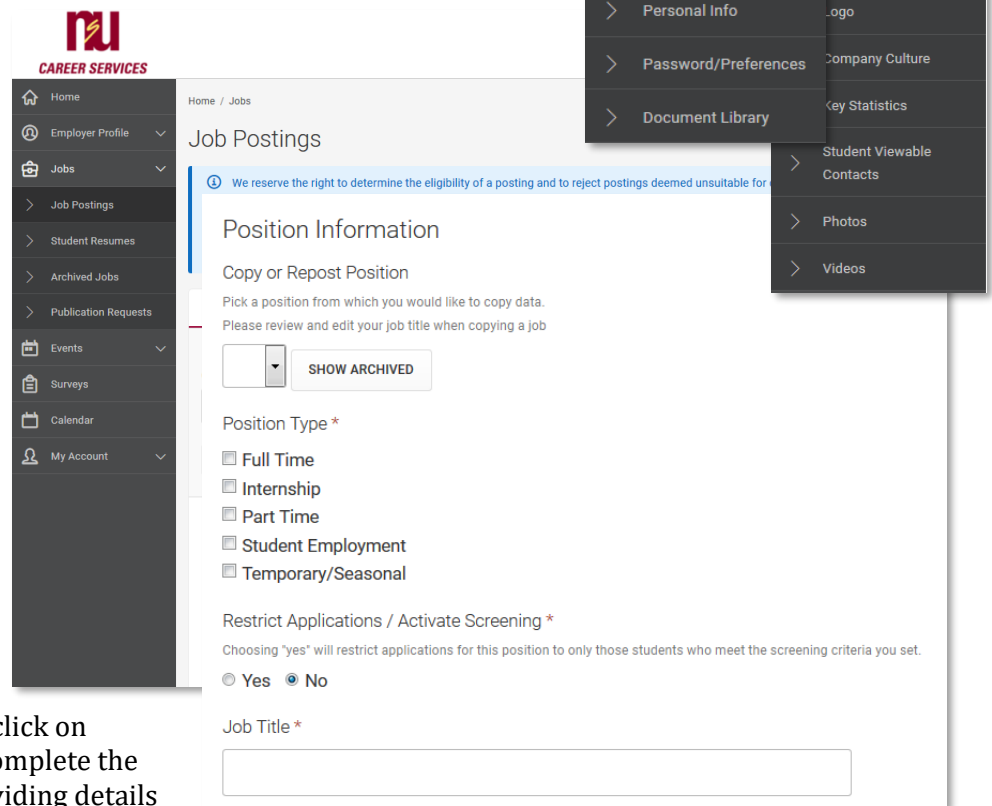 nsu
CAREER SERVICES
Home
Employer Profile
Jobs
Job Postings
Student Resumes
Archived Jobs
Publication Requests
Events
Surveys
Calendar
My Account
Home / Jobs
Job Postings
We reserve the right to determine the eligibility of a posting and to reject postings deemed unsuitable for
Personal Info
Password/Preferences
Document Library
Logo
Company Culture
Key Statistics
Student Viewable
Contacts
Photos
Videos
Position Information
Copy or Repost Position
Pick a position from which you would like to copy data.
Please review and edit your job title when copying a job
SHOW ARCHIVED
Position Type *
Full Time
Internship
Part Time
Student Employment
Temporary/Seasonal
Restrict Applications / Activate Screening *
Choosing "yes" will restrict applications for this position to only those students who meet the screening criteria you set.
Yes No
Job Title *
click on
omplete the
viding details